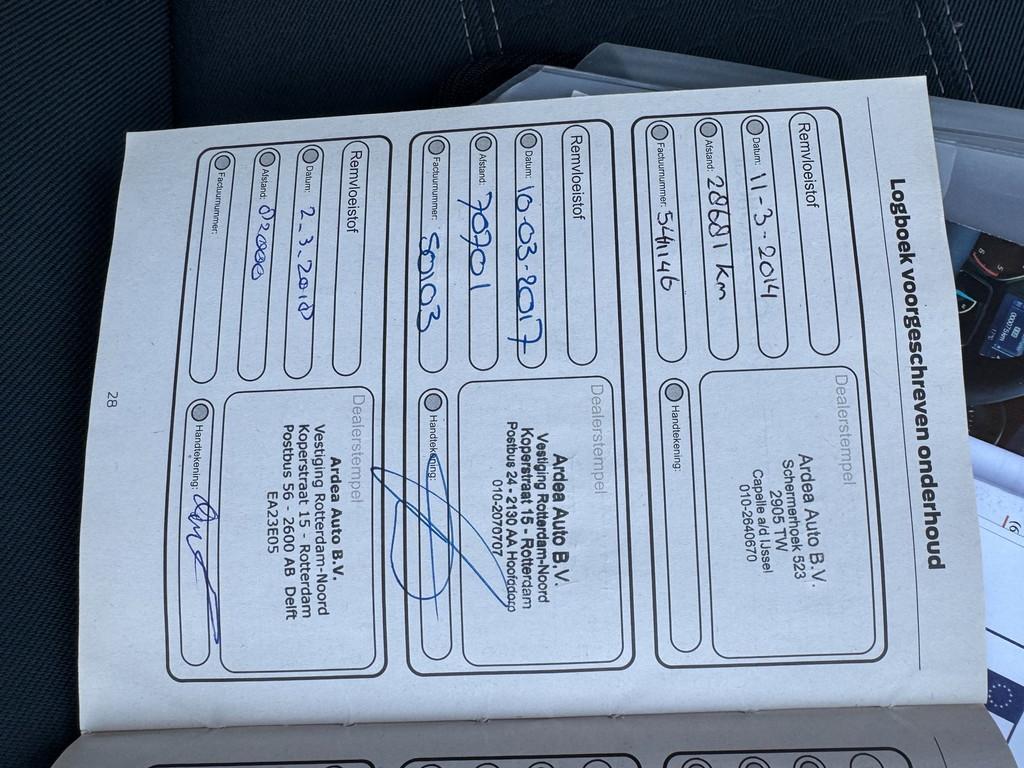 Logboek voorgeschreven onderhoud
Remvloeistof
Datum: 11-3-2014
Afstand: 28681 km
Factuurnummer: 541146
Dealerstempel
Ardea Auto B.V.
Schermerhoek 523
2905 TW
Capelle a/d IJssel
010-2640670
Handtekening:
Remvloeistof
Datum: 10-03-2017
Afstand: 70701
Factuurnummer: 50103
Dealerstempel
Ardea Auto B.V.
Vestiging Rotterdam-Noord
Koperstraat 15 - Rotterdam
Postbus 24 - 2130 AA Hoofddorp
010-2070707
Handtekening:
Remvloeistof
Datum: 2-3-2018
Afstand: 82000
Factuurnummer:
Dealerstempel
Ardea Auto B.V.
Vestiging Rotterdam-Noord
Koperstraat 15 - Rotterdam
Postbus 56 - 2600 AB Delft
EA23E05
Handtekening:
28